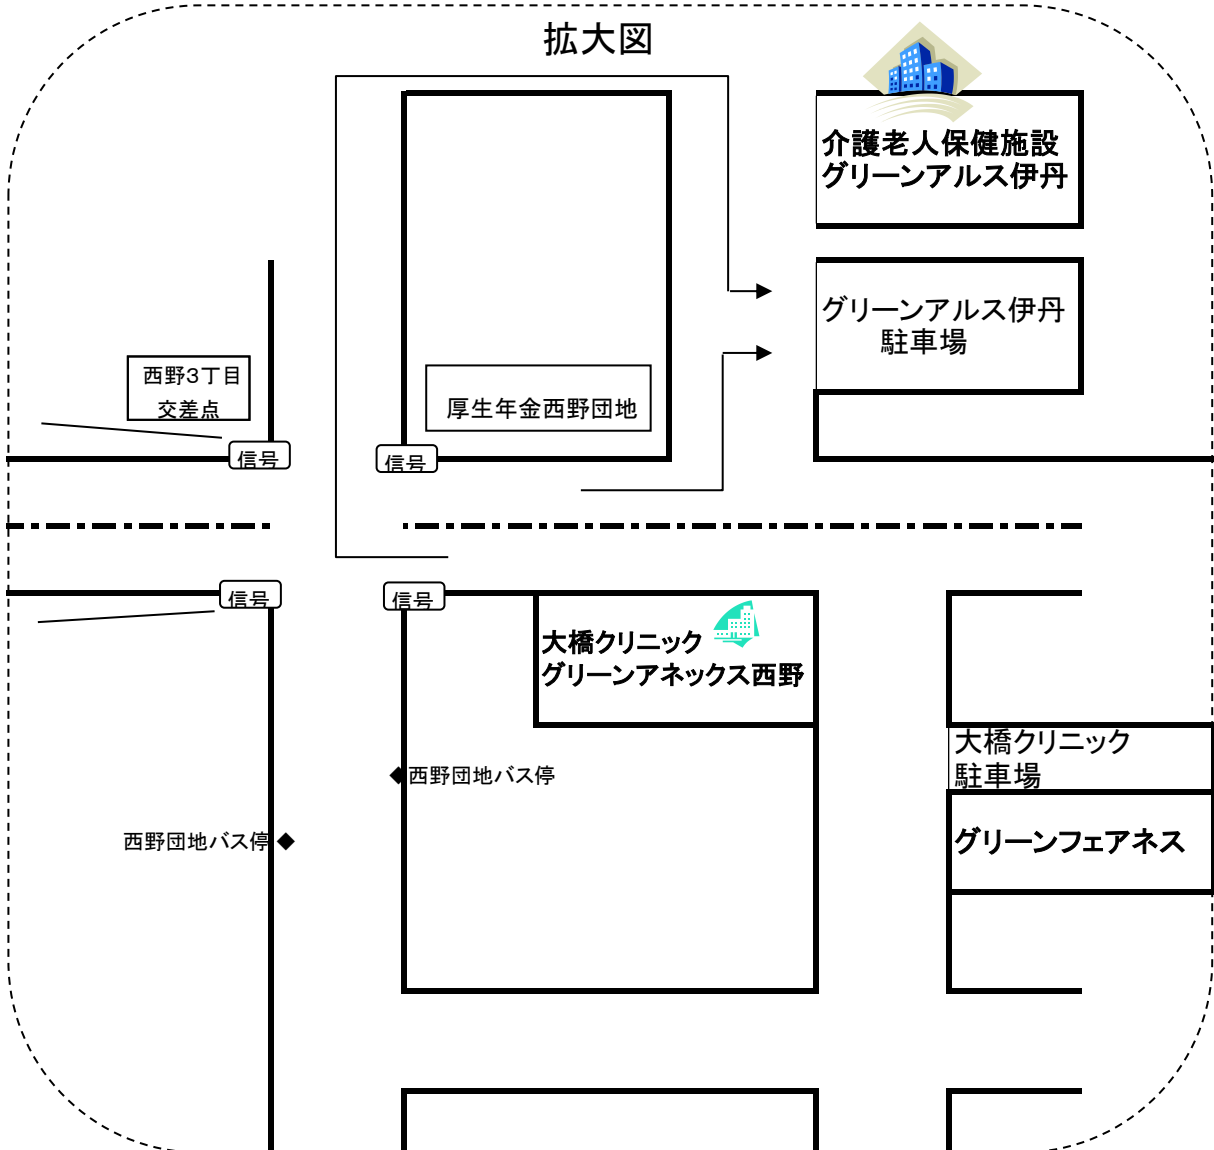 拡大図
介護老人保健施設
グリーンアルス伊丹
グリーンアルス伊丹
駐車場
西野3丁目
交差点
厚生年金西野団地
信号
信号
信号
信号
大橋クリニック
グリーンアネックス西野
大橋クリニック
駐車場
西野団地バス停
西野団地バス停
グリーンフェアネス